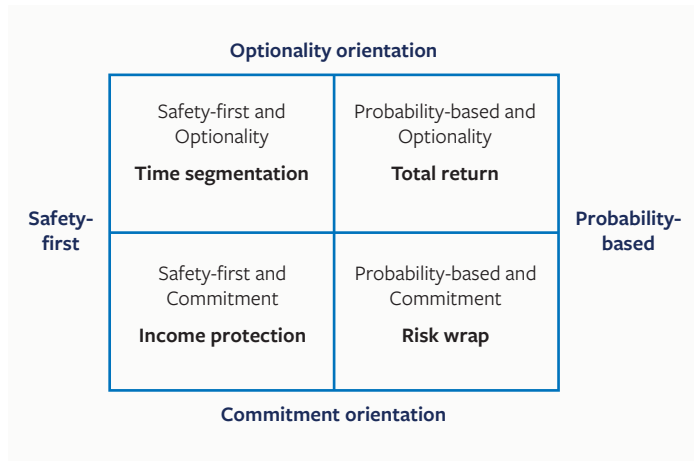 Optionality orientation
Safety-first and
Optionality
Time segmentation
Probability-based and
Optionality
Total return
Safety-
first
Probability-
based
Safety-first and
Commitment
Income protection
Probability-based and
Commitment
Risk wrap
Commitment orientation